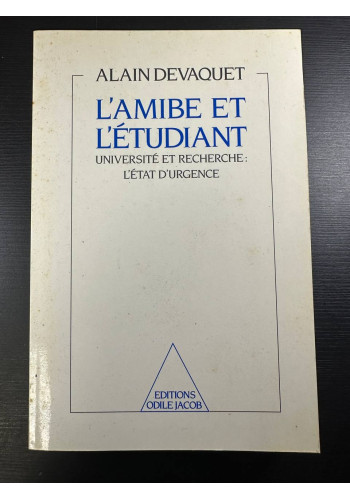 ALAIN DEVAQUET
L'AMIBE ET
L'ÉTUDIANT
UNIVERSITÉ ET RECHERCHE:
L'ÉTAT D'URGENCE
EDITIONS
ODILE JACOB